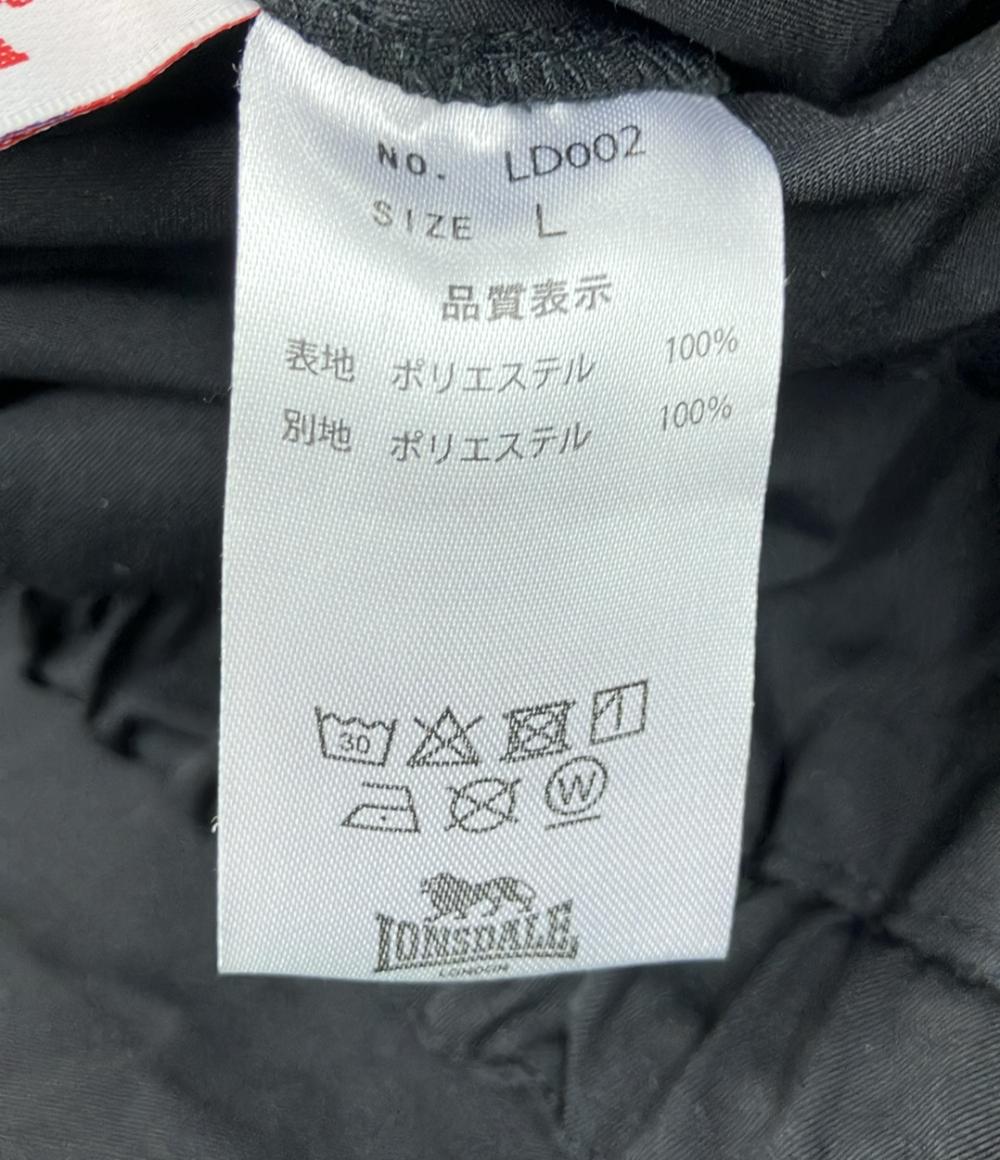 NO. LD002
SIZE L
品質表示
表地 ポリエステル 100%
別地 ポリエステル 100%
30
W
LONSDALE
LONDON